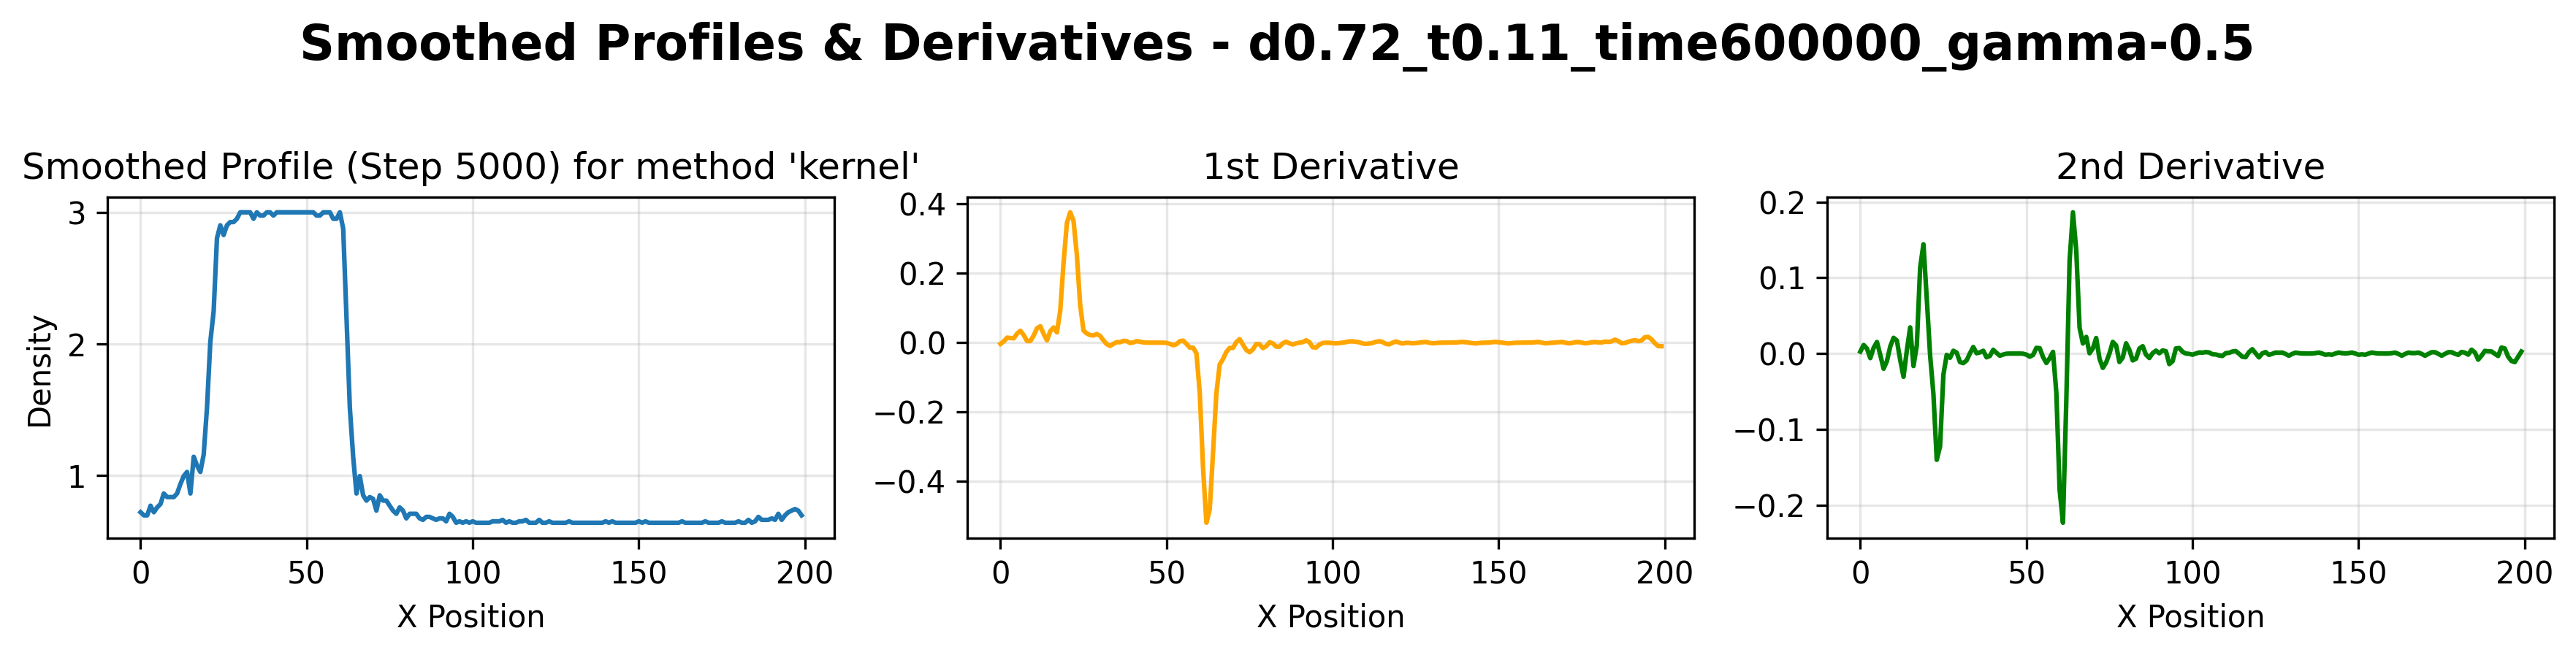 Smoothed Profiles & Derivatives - d0.72_t0.11_time600000_gamma-0.5
Smoothed Profile (Step 5000) for method 'kernel'
3
2
1
Density
0 50 100 150 200
X Position
1st Derivative
0.4
0.2
0.0
−0.2
−0.4
0 50 100 150 200
X Position
2nd Derivative
0.2
0.1
0.0
−0.1
−0.2
0 50 100 150 200
X Position